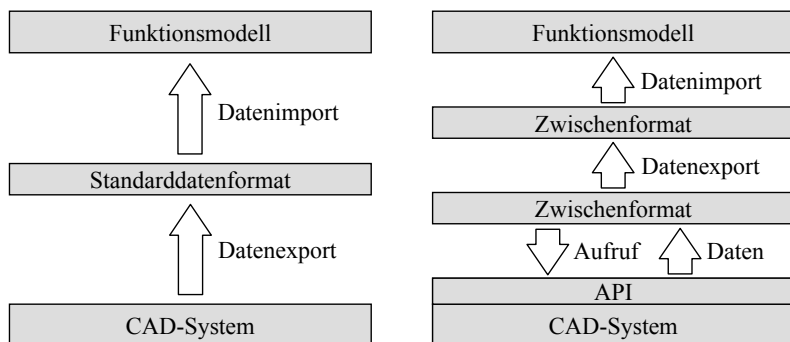 Funktionsmodell
Datenimport
Standarddatenformat
Datenexport
CAD-System
Funktionsmodell
Datenimport
Zwischenformat
Datenexport
Zwischenformat
Aufruf
Daten
API
CAD-System